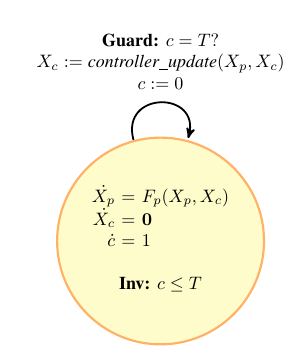 Guard: c = T?
X_c := controller_update(X_p, X_c)
c := 0
Ẋ_p = F_p(X_p, X_c)
Ẋ_c = 0
ċ = 1
Inv: c ≤ T